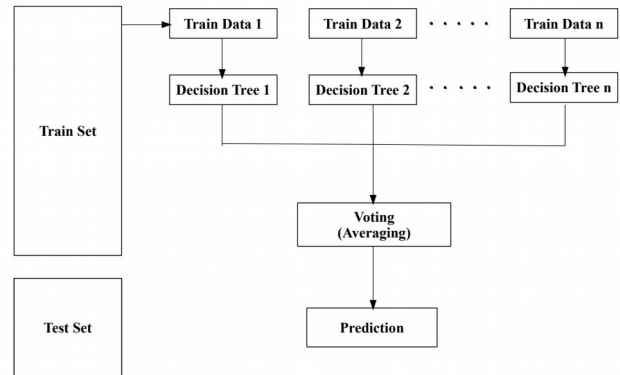 Train Set
Train Data 1
Train Data 2
. . . . .
Train Data n
Decision Tree 1
Decision Tree 2
. . . . .
Decision Tree n
Voting
(Averaging)
Prediction
Test Set